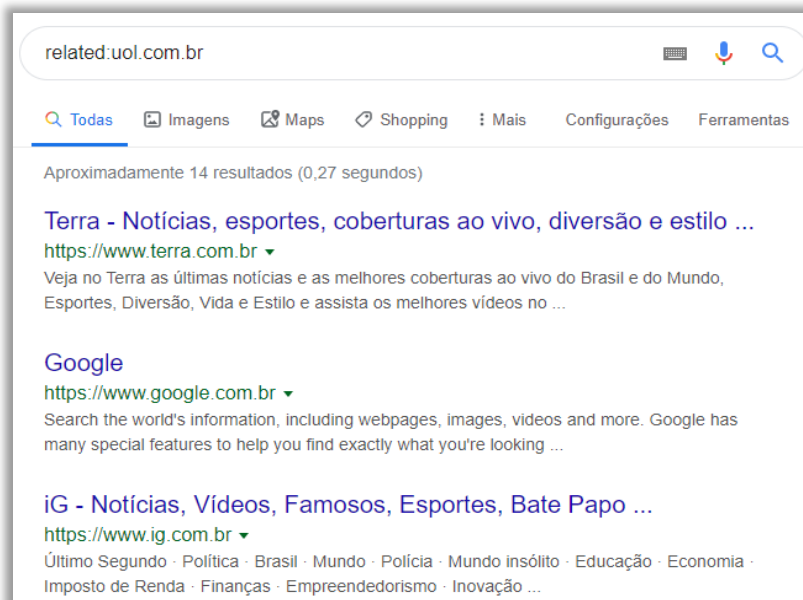 related:uol.com.br
Todas Imagens Maps Shopping Mais Configurações Ferramentas
Aproximadamente 14 resultados (0,27 segundos)
Terra - Notícias, esportes, coberturas ao vivo, diversão e estilo ...
https://www.terra.com.br
Veja no Terra as últimas notícias e as melhores coberturas ao vivo do Brasil e do Mundo,
Esportes, Diversão, Vida e Estilo e assista os melhores vídeos no ...
Google
https://www.google.com.br
Search the world's information, including webpages, images, videos and more. Google has
many special features to help you find exactly what you're looking ...
iG - Notícias, Vídeos, Famosos, Esportes, Bate Papo ...
https://www.ig.com.br
Último Segundo · Política · Brasil · Mundo · Polícia · Mundo insólito · Educação · Economia ·
Imposto de Renda · Finanças · Empreendedorismo · Inovação ...